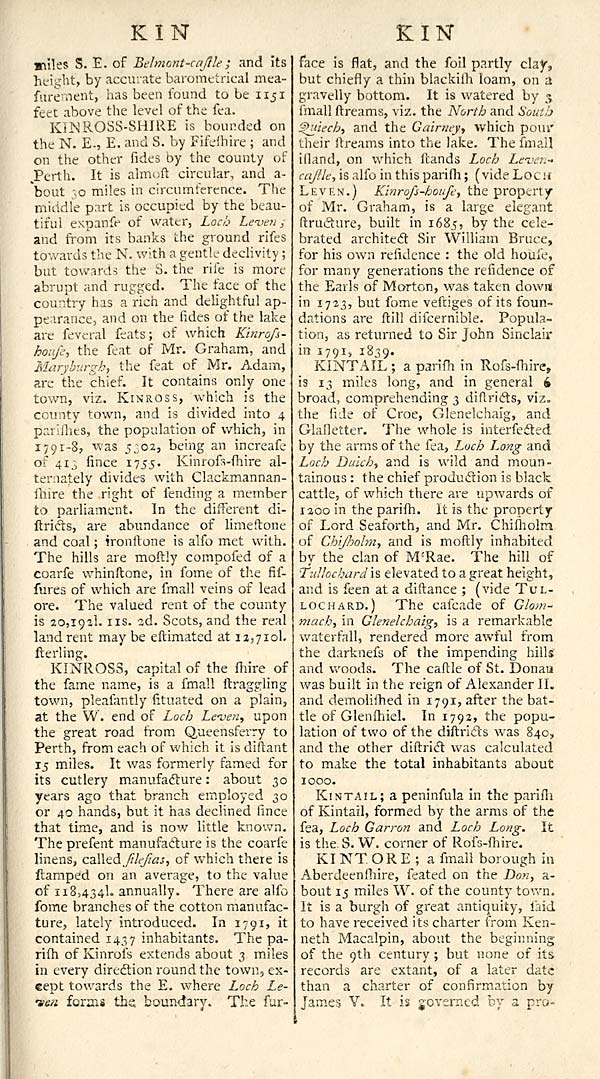 KIN
miles S. E. of Belmont-caſtle; and its
height, by accurate barometrical mea-
ſurement, has been found to be 1151
feet above the level of the ſea.
KINROSS-SHIRE is bounded on
the N. E., E. and S. by Fifeſhire; and
on the other ſides by the county of
Perth. It is almoſt circular, and a-
bout 30 miles in circumference. The
middle part is occupied by the beau-
tiful expanſe of water, Loch Leven;
and from its banks the ground riſes
towards the N. with a gentle declivity;
but towards the S. the riſe is more
abrupt and rugged. The face of the
country has a rich and delightful ap-
pearance, and on the ſides of the lake
are ſeveral ſeats; of which Kinroſs-
houſe, the ſeat of Mr. Graham, and
Maryburgh, the ſeat of Mr. Adam,
are the chief. It contains only one
town, viz. KINROSS, which is the
county town, and is divided into 4
pariſhes, the population of which, in
1791-8, was 5302, being an increaſe
of 413 ſince 1755. Kinroſs-ſhire al-
ternately divides with Clackmannan-
ſhire the right of ſending a member
to parliament. In the different di-
ſtricts, are abundance of limeſtone
and coal; ironſtone is alſo met with.
The hills are moſtly compoſed of a
coarſe whinſtone, in ſome of the fiſ-
ſures of which are ſmall veins of lead
ore. The valued rent of the county
is 20,192l. 11s. 2d. Scots, and the real
land rent may be eſtimated at 12,710l.
ſterling.
KINROSS, capital of the ſhire of
the ſame name, is a ſmall ſtraggling
town, pleaſantly ſituated on a plain,
at the W. end of Loch Leven, upon
the great road from Queensferry to
Perth, from each of which it is diſtant
15 miles. It was formerly famed for
its cutlery manufacture: about 30
years ago that branch employed 30
or 40 hands, but it has declined ſince
that time, and is now little known.
The preſent manufacture is the coarſe
linens, called ſileſias, of which there is
ſtamped on an average, to the value
of 118,434l. annually. There are alſo
ſome branches of the cotton manufac-
ture, lately introduced. In 1791, it
contained 1437 inhabitants. The pa-
riſh of Kinroſs extends about 3 miles
in every direction round the town, ex-
cept towards the E. where Loch Le-
ven forms the boundary. The ſur-
KIN
face is flat, and the ſoil partly clay,
but chiefly a thin blackiſh loam, on a
gravelly bottom. It is watered by 3
ſmall ſtreams, viz. the North and South
Quiech, and the Gairney, which pour
their ſtreams into the lake. The ſmall
iſland, on which ſtands Loch Leven-
caſtle, is alſo in this pariſh; (vide LOCH
LEVEN.) Kinroſs-houſe, the property
of Mr. Graham, is a large elegant
ſtructure, built in 1685, by the cele-
brated architect Sir William Bruce,
for his own reſidence: the old houſe,
for many generations the reſidence of
the Earls of Morton, was taken down
in 1723, but ſome veſtiges of its foun-
dations are ſtill diſcernible. Popula-
tion, as returned to Sir John Sinclair
in 1791, 1839.
KINTAIL; a pariſh in Roſs-ſhire,
is 13 miles long, and in general 6
broad, comprehending 3 diſtricts, viz.
the ſide of Croe, Glenelchaig, and
Glaſletter. The whole is interſected
by the arms of the ſea, Loch Long and
Loch Duich, and is wild and moun-
tainous: the chief production is black
cattle, of which there are upwards of
1200 in the pariſh. It is the property
of Lord Seaforth, and Mr. Chiſholm
of Chiſholm, and is moſtly inhabited
by the clan of McRae. The hill of
Tullochard is elevated to a great height,
and is ſeen at a diſtance; (vide TUL-
LOCHARD.) The caſcade of Glom-
mach, in Glenelchaig, is a remarkable
waterfall, rendered more awful from
the darkneſs of the impending hills
and woods. The caſtle of St. Donan
was built in the reign of Alexander II.
and demoliſhed in 1791, after the bat-
tle of Glenſhiel. In 1792, the popu-
lation of two of the diſtricts was 840,
and the other diſtrict was calculated
to make the total inhabitants about
1000.
KINTAIL; a peninſula in the pariſh
of Kintail, formed by the arms of the
ſea, Loch Garron and Loch Long. It
is the S. W. corner of Roſs-ſhire.
KINTORE; a ſmall borough in
Aberdeenſhire, ſeated on the Don, a-
bout 15 miles W. of the county town.
It is a burgh of great antiquity, ſaid
to have received its charter from Ken-
neth Macalpin, about the beginning
of the 9th century; but none of its
records are extant, of a later date
than a charter of confirmation by
James V. It is governed by a pro-